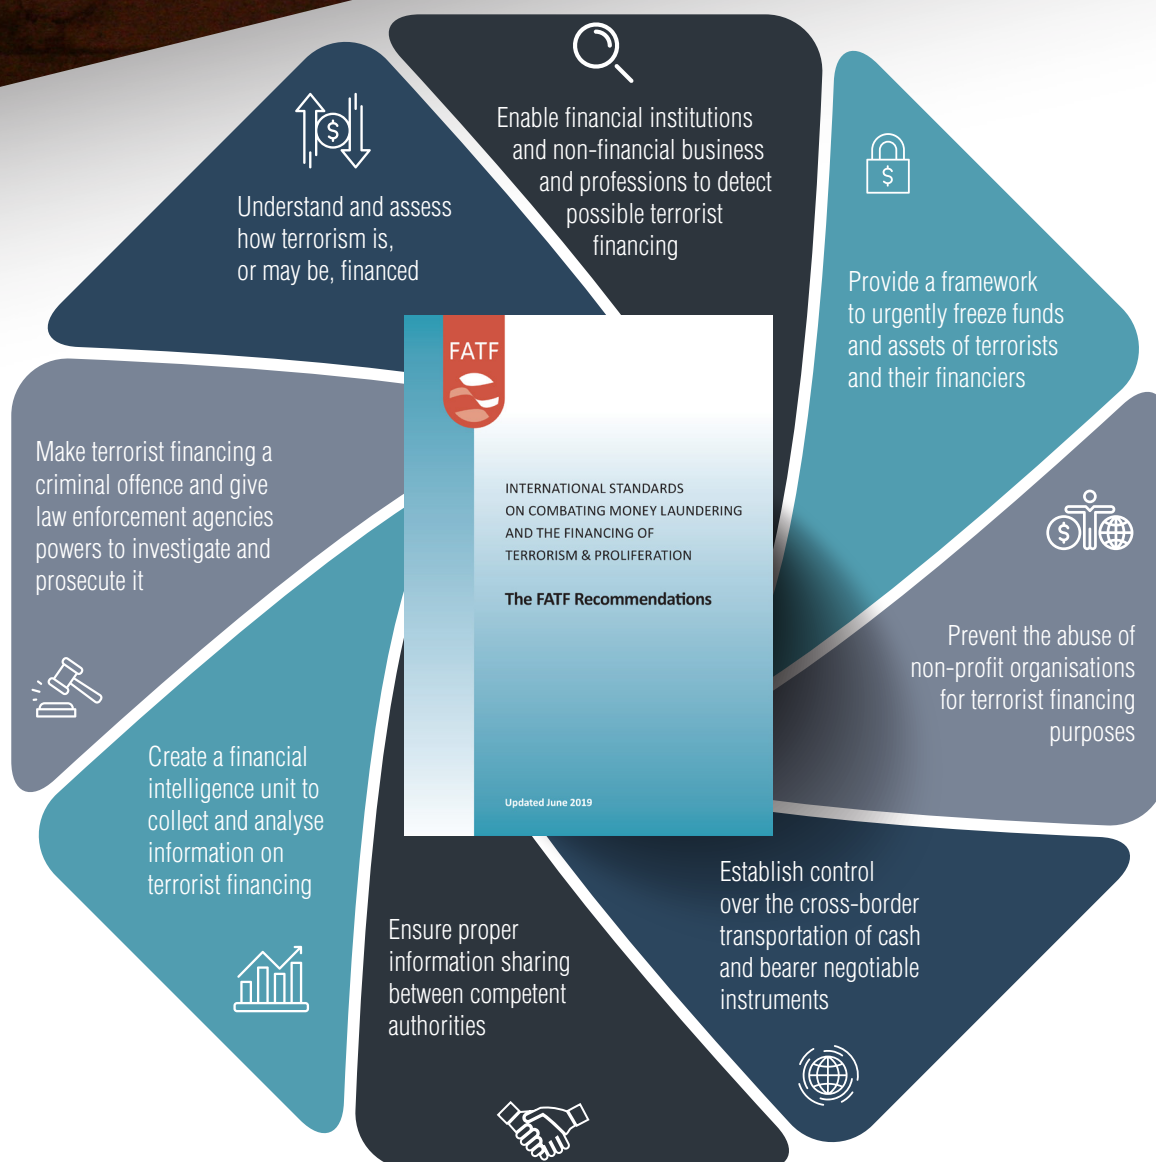 Enable financial institutions
and non-financial business
and professions to detect
possible terrorist
financing
Understand and assess
how terrorism is,
or may be, financed
$
$
Provide a framework
to urgently freeze funds
and assets of terrorists
and their financiers
FATF
INTERNATIONAL STANDARDS
ON COMBATING MONEY LAUNDERING
AND THE FINANCING OF
TERRORISM & PROLIFERATION
The FATF Recommendations
Updated June 2019
Make terrorist financing a
criminal offence and give
law enforcement agencies
powers to investigate and
prosecute it
$
Prevent the abuse of
non-profit organisations
for terrorist financing
purposes
Create a financial
intelligence unit to
collect and analyse
information on
terrorist financing
Ensure proper
information sharing
between competent
authorities
Establish control
over the cross-border
transportation of cash
and bearer negotiable
instruments